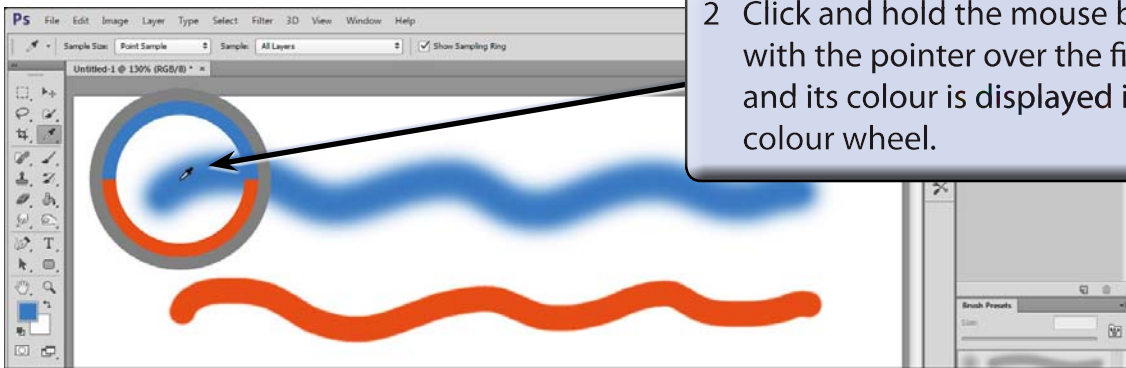 Ps File Edit Image Layer Type Select Filter 3D View Window Help
Sample Size: Point Sample Sample: All Layers Show Sampling Ring
Untitled-1 @ 130% (RGB/8) * ×
2 Click and hold the mouse
with the pointer over the
and its colour is displayed
colour wheel.
Brush Presets
Size: